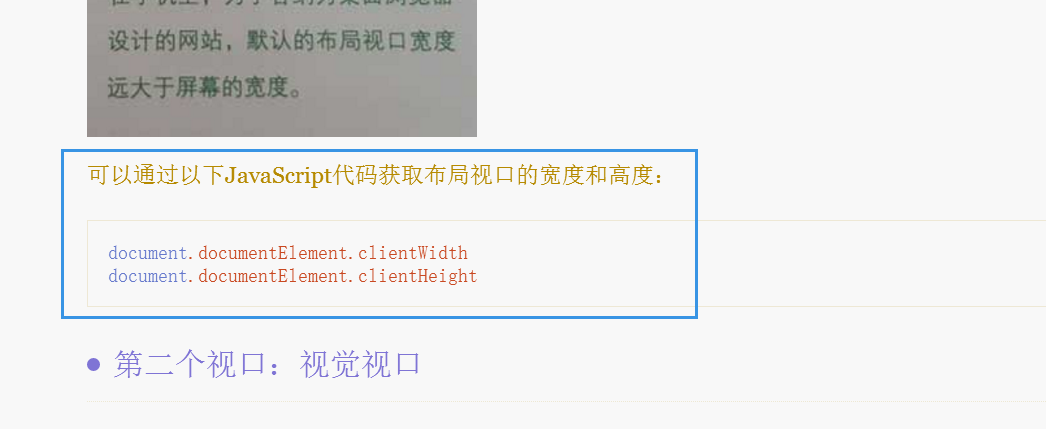 设计的网站，默认的布局视口宽度
远大于屏幕的宽度。
可以通过以下JavaScript代码获取布局视口的宽度和高度：
document.documentElement.clientWidth
document.documentElement.clientHeight
第二个视口：视觉视口